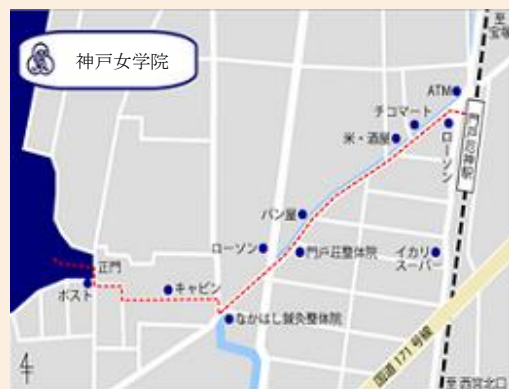 神戸女学院
至
宝塚
ATM
チコマート
門戸厄神駅
米・酒屋
ローソン
パン屋
ローソン
門戸荘整体院
イカリ
スーパー
正門
ポスト
キャビン
なかはし鍼灸整体院
国道 171 号線
至 西宮北口